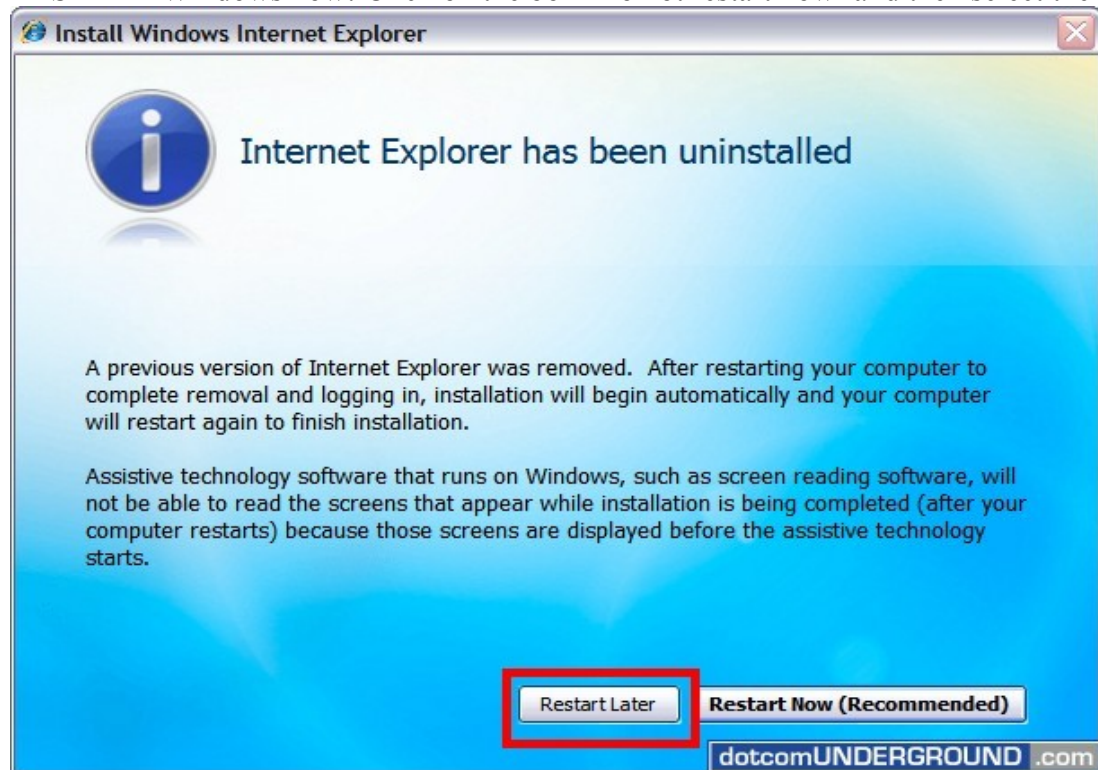 Install Windows Internet Explorer
Internet Explorer has been uninstalled
A previous version of Internet Explorer was removed. After restarting your computer to
complete removal and logging in, installation will begin automatically and your computer
will restart again to finish installation.
Assistive technology software that runs on Windows, such as screen reading software, will
not be able to read the screens that appear while installation is being completed (after your
computer restarts) because those screens are displayed before the assistive technology
starts.
Restart Later Restart Now (Recommended)
dotcomUNDERGROUND .com